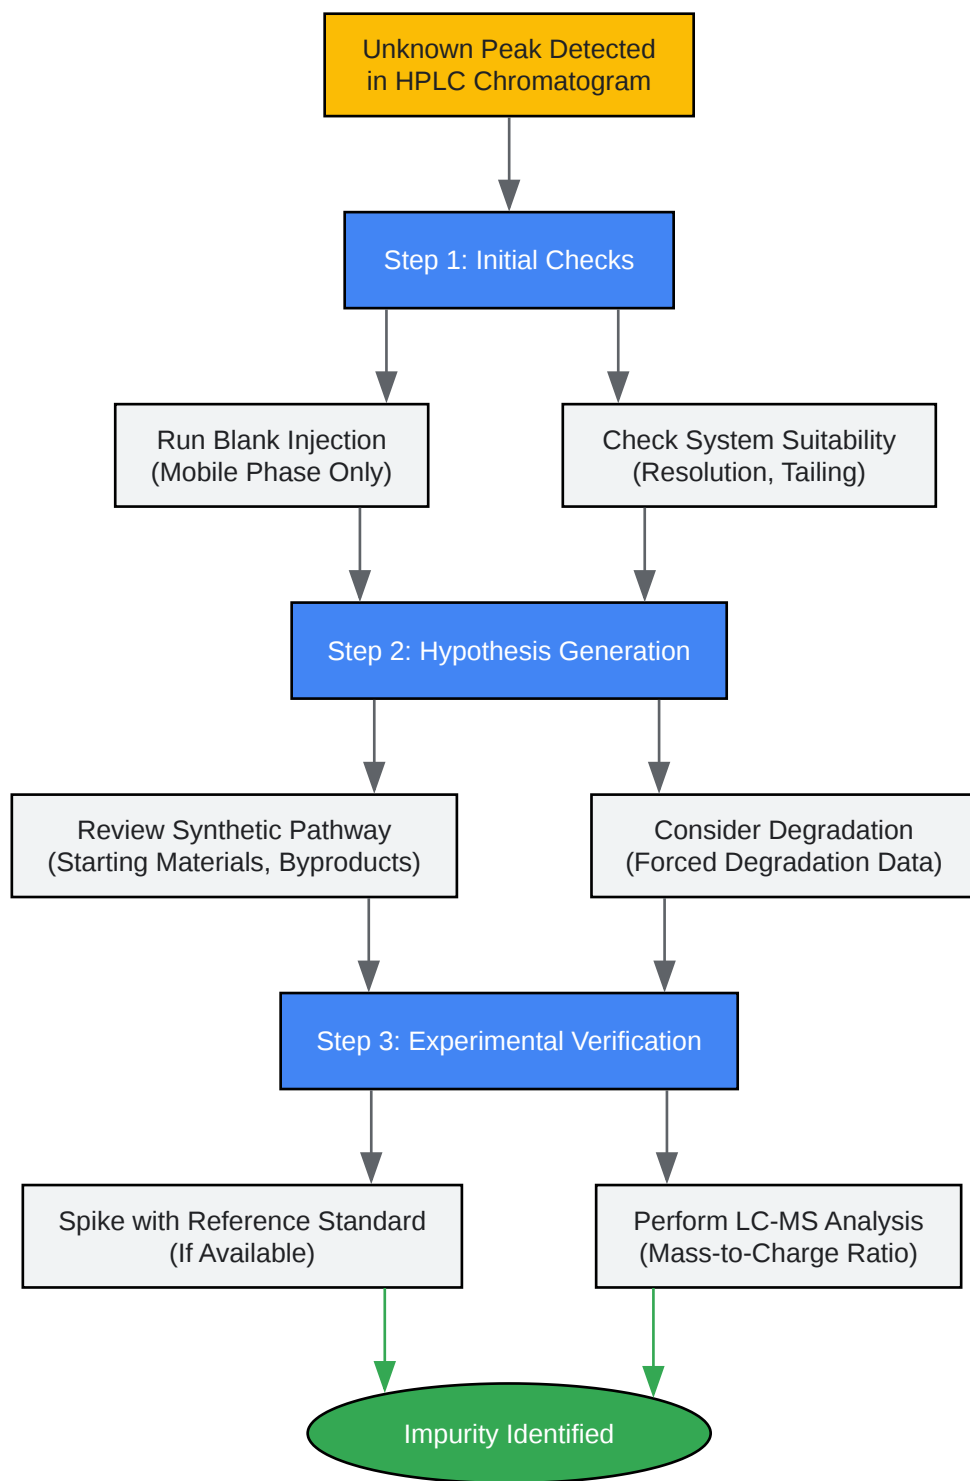 Unknown Peak Detected
in HPLC Chromatogram
Step 1: Initial Checks
Run Blank Injection
(Mobile Phase Only)
Check System Suitability
(Resolution, Tailing)
Step 2: Hypothesis Generation
Review Synthetic Pathway
(Starting Materials, Byproducts)
Consider Degradation
(Forced Degradation Data)
Step 3: Experimental Verification
Spike with Reference Standard
(If Available)
Perform LC-MS Analysis
(Mass-to-Charge Ratio)
Impurity Identified